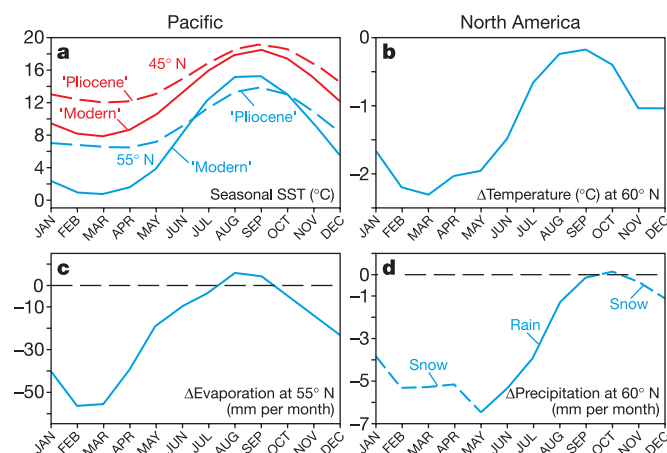 Pacific
North America
a
20
16
12
8
4
0
45° N
'Pliocene'
'Modern'
'Pliocene'
55° N
'Modern'
Seasonal SST (°C)
JAN FEB MAR APR MAY JUN JUL AUG SEP OCT NOV DEC
b
0
−1
−2
ΔTemperature (°C) at 60° N
JAN FEB MAR APR MAY JUN JUL AUG SEP OCT NOV DEC
c
0
−10
−30
−50
ΔEvaporation at 55° N
(mm per month)
JAN FEB MAR APR MAY JUN JUL AUG SEP OCT NOV DEC
d
0
−1
−3
−5
−7
Rain
Snow
Snow
ΔPrecipitation at 60° N
(mm per month)
JAN FEB MAR APR MAY JUN JUL AUG SEP OCT NOV DEC